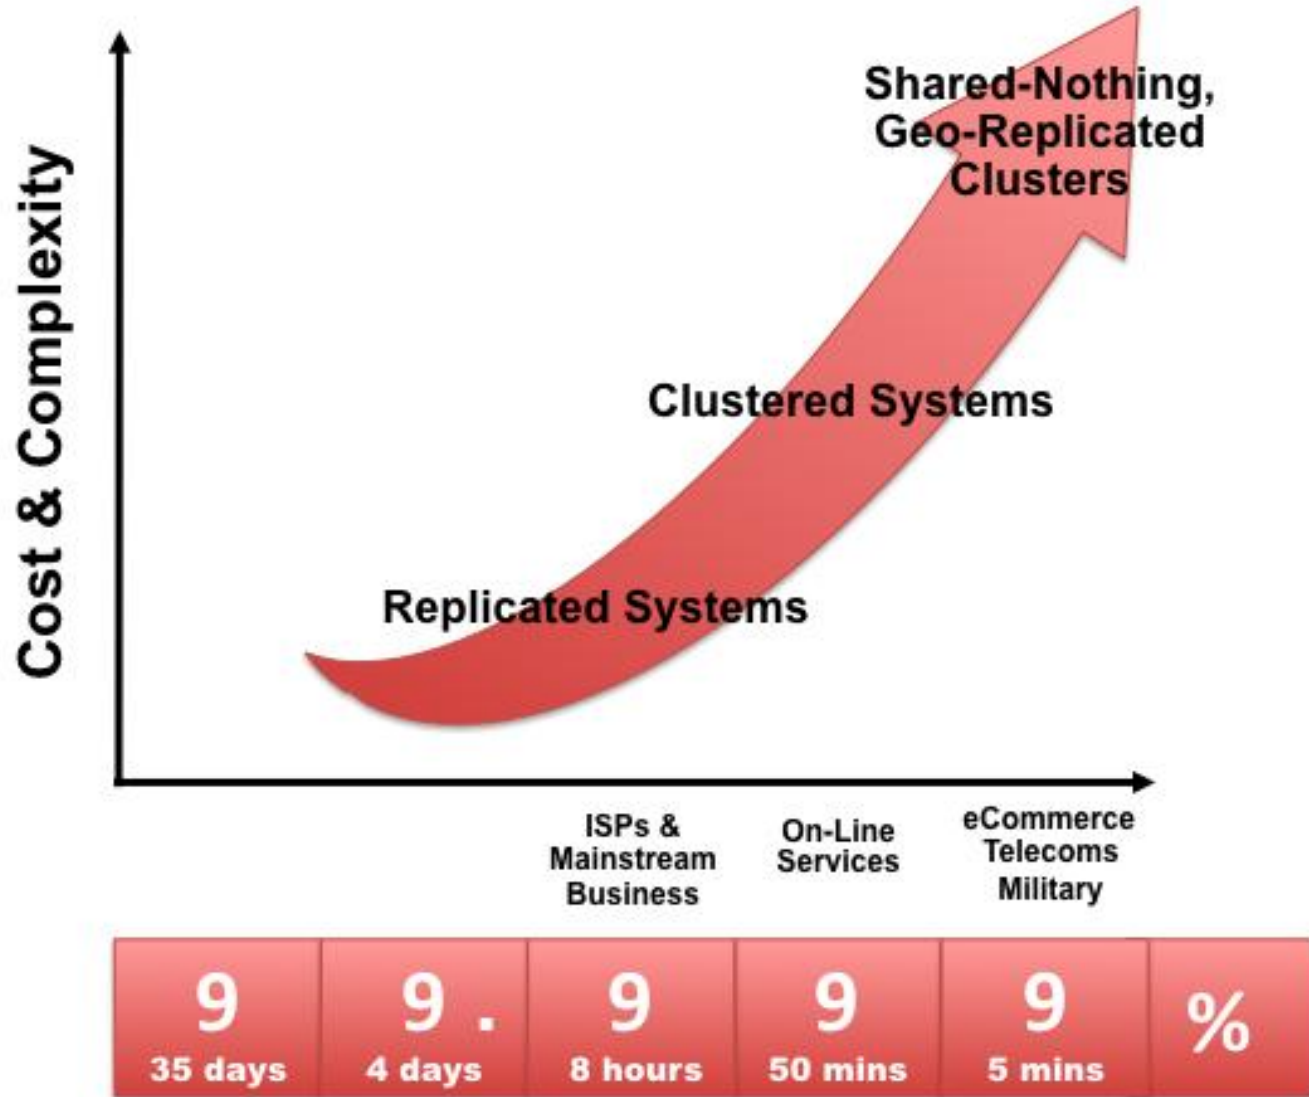 Shared-Nothing,
Geo-Replicated
Clusters
Cost & Complexity
Clustered Systems
Replicated Systems
ISPs &
Mainstream
Business
On-Line
Services
eCommerce
Telecoms
Military
9 9. 9 9 9 %
35 days 4 days 8 hours 50 mins 5 mins